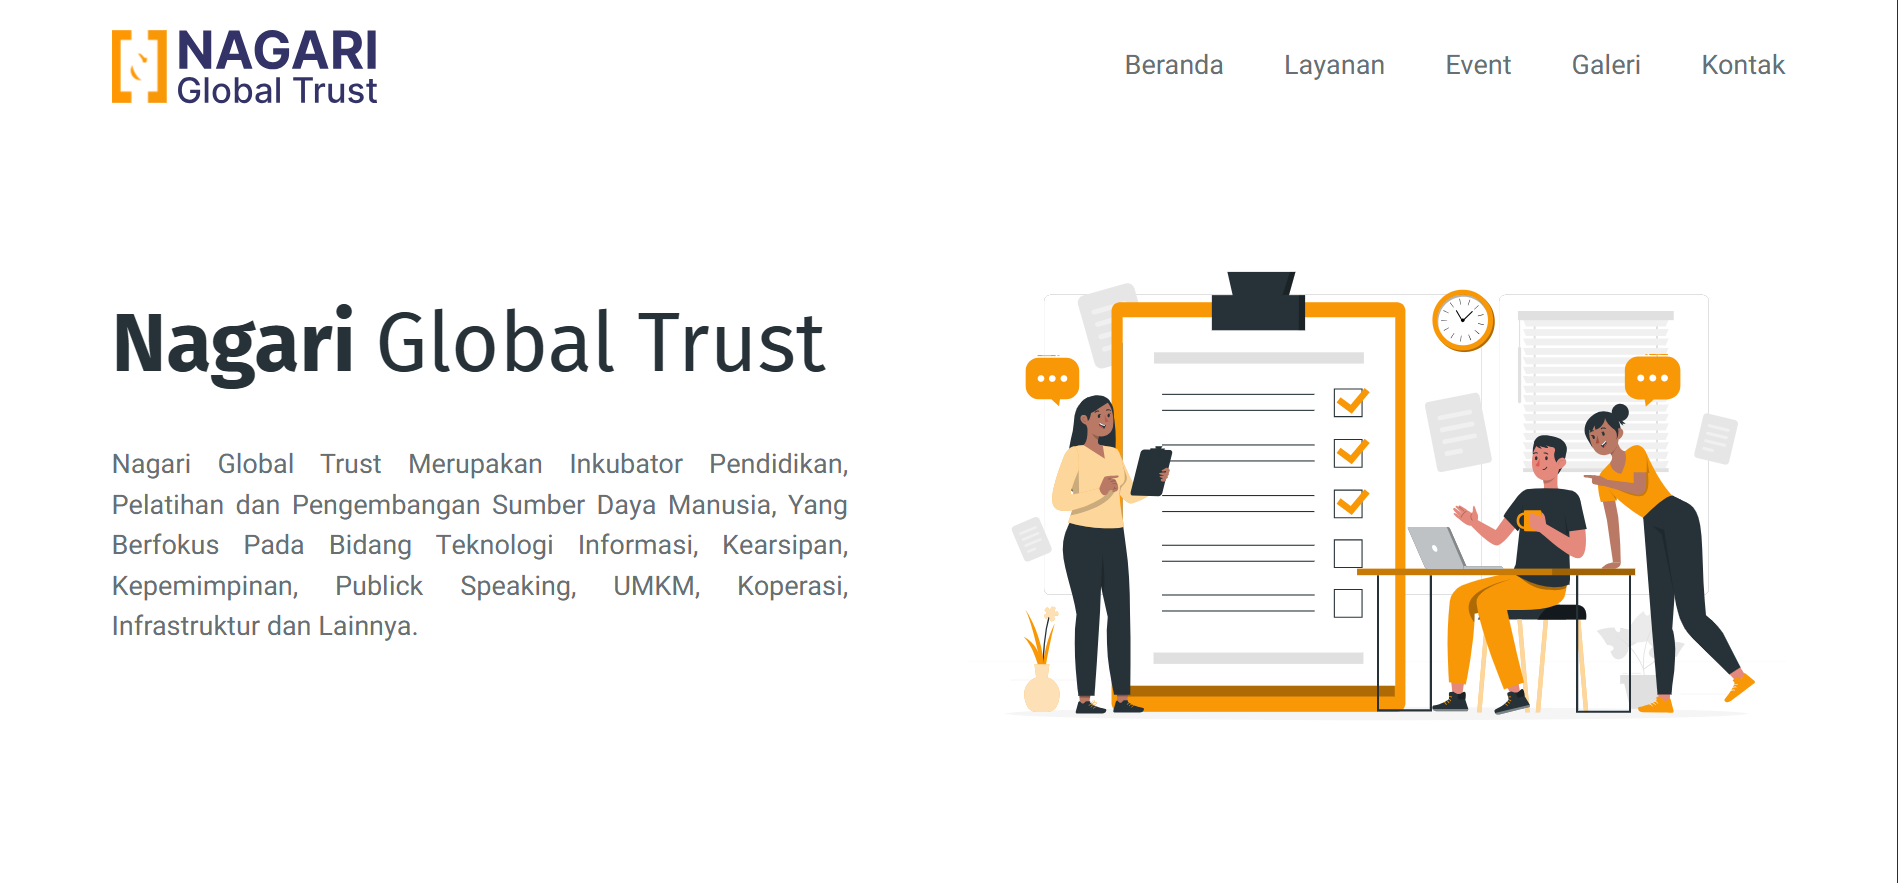 NAGARI
Global Trust
Beranda Layanan Event Galeri Kontak
Nagari Global Trust
Nagari Global Trust Merupakan Inkubator Pendidikan,
Pelatihan dan Pengembangan Sumber Daya Manusia, Yang
Berfokus Pada Bidang Teknologi Informasi, Kearsipan,
Kepemimpinan, Publick Speaking, UMKM, Koperasi,
Infrastruktur dan Lainnya.